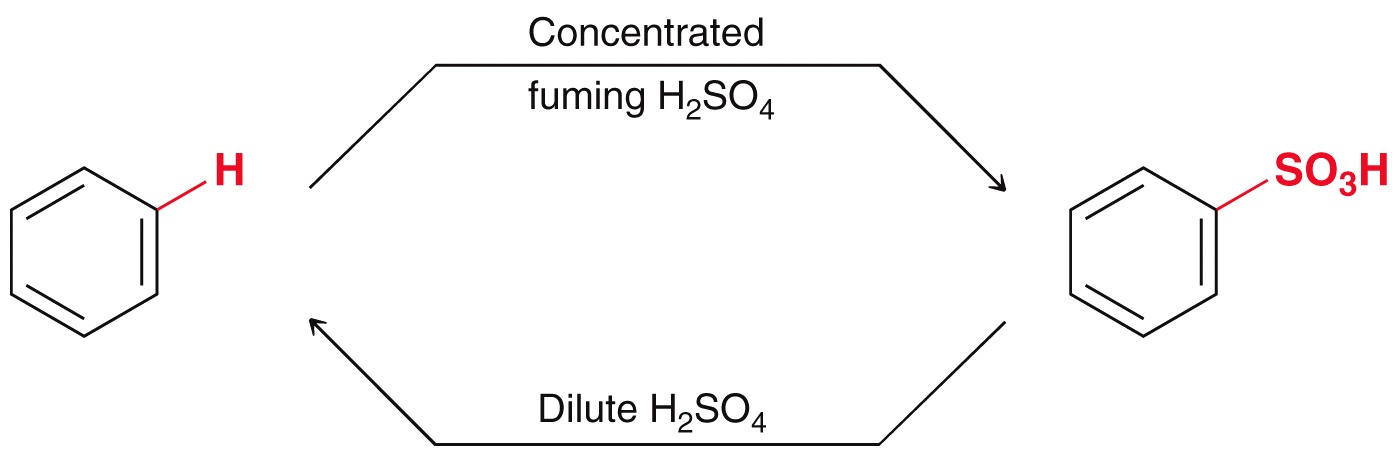 Concentrated
fuming H₂SO₄
H
SO₃H
Dilute H₂SO₄